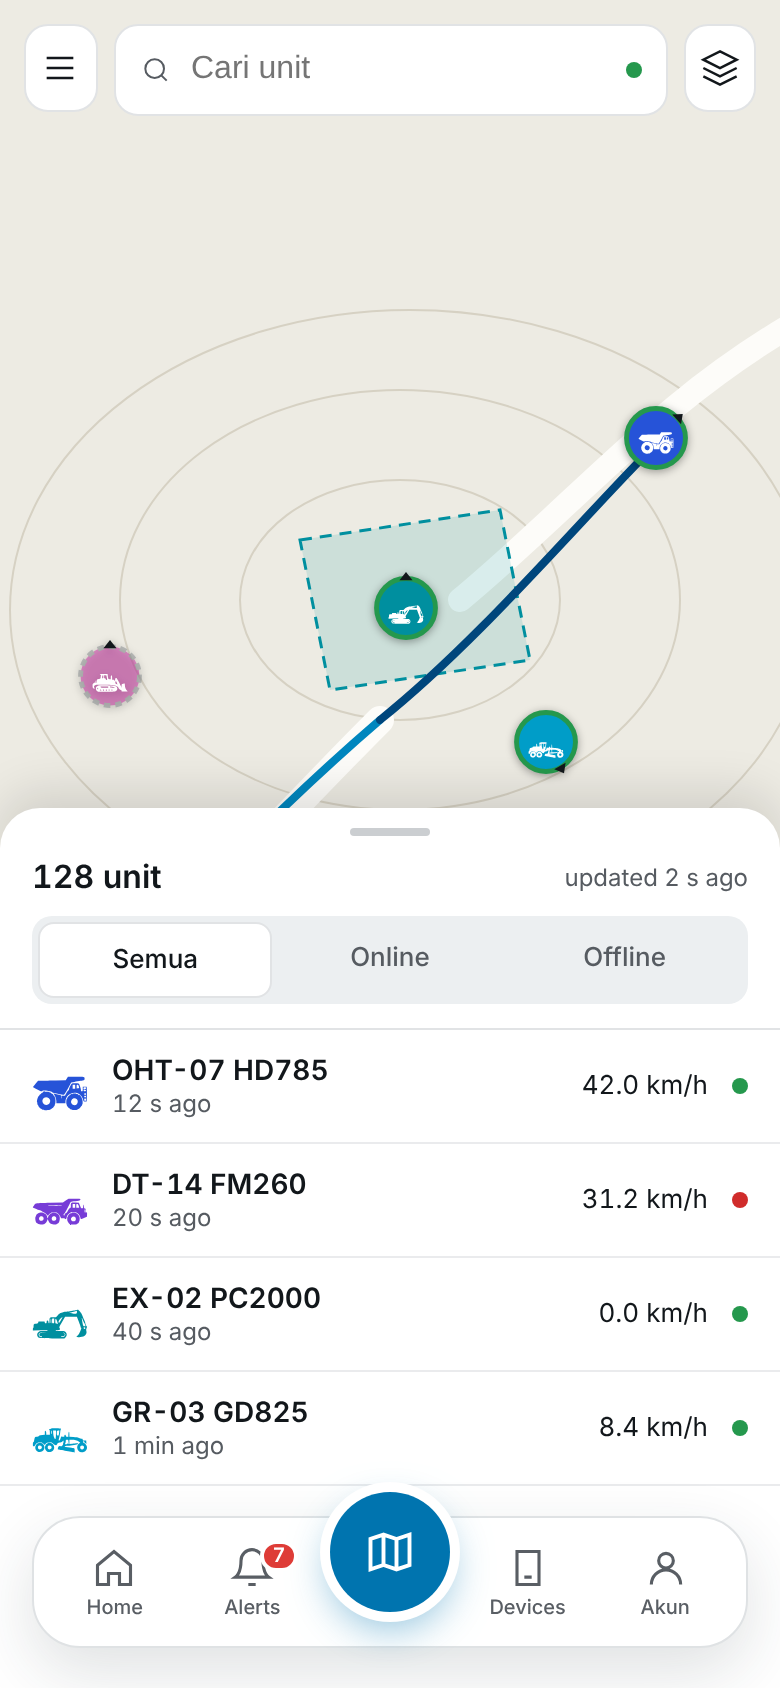 Cari unit
128 unit
updated 2 s ago
Semua
Online
Offline
OHT-07 HD785
12 s ago
42.0 km/h
DT-14 FM260
20 s ago
31.2 km/h
EX-02 PC2000
40 s ago
0.0 km/h
GR-03 GD825
1 min ago
8.4 km/h
7
Home
Alerts
Devices
Akun